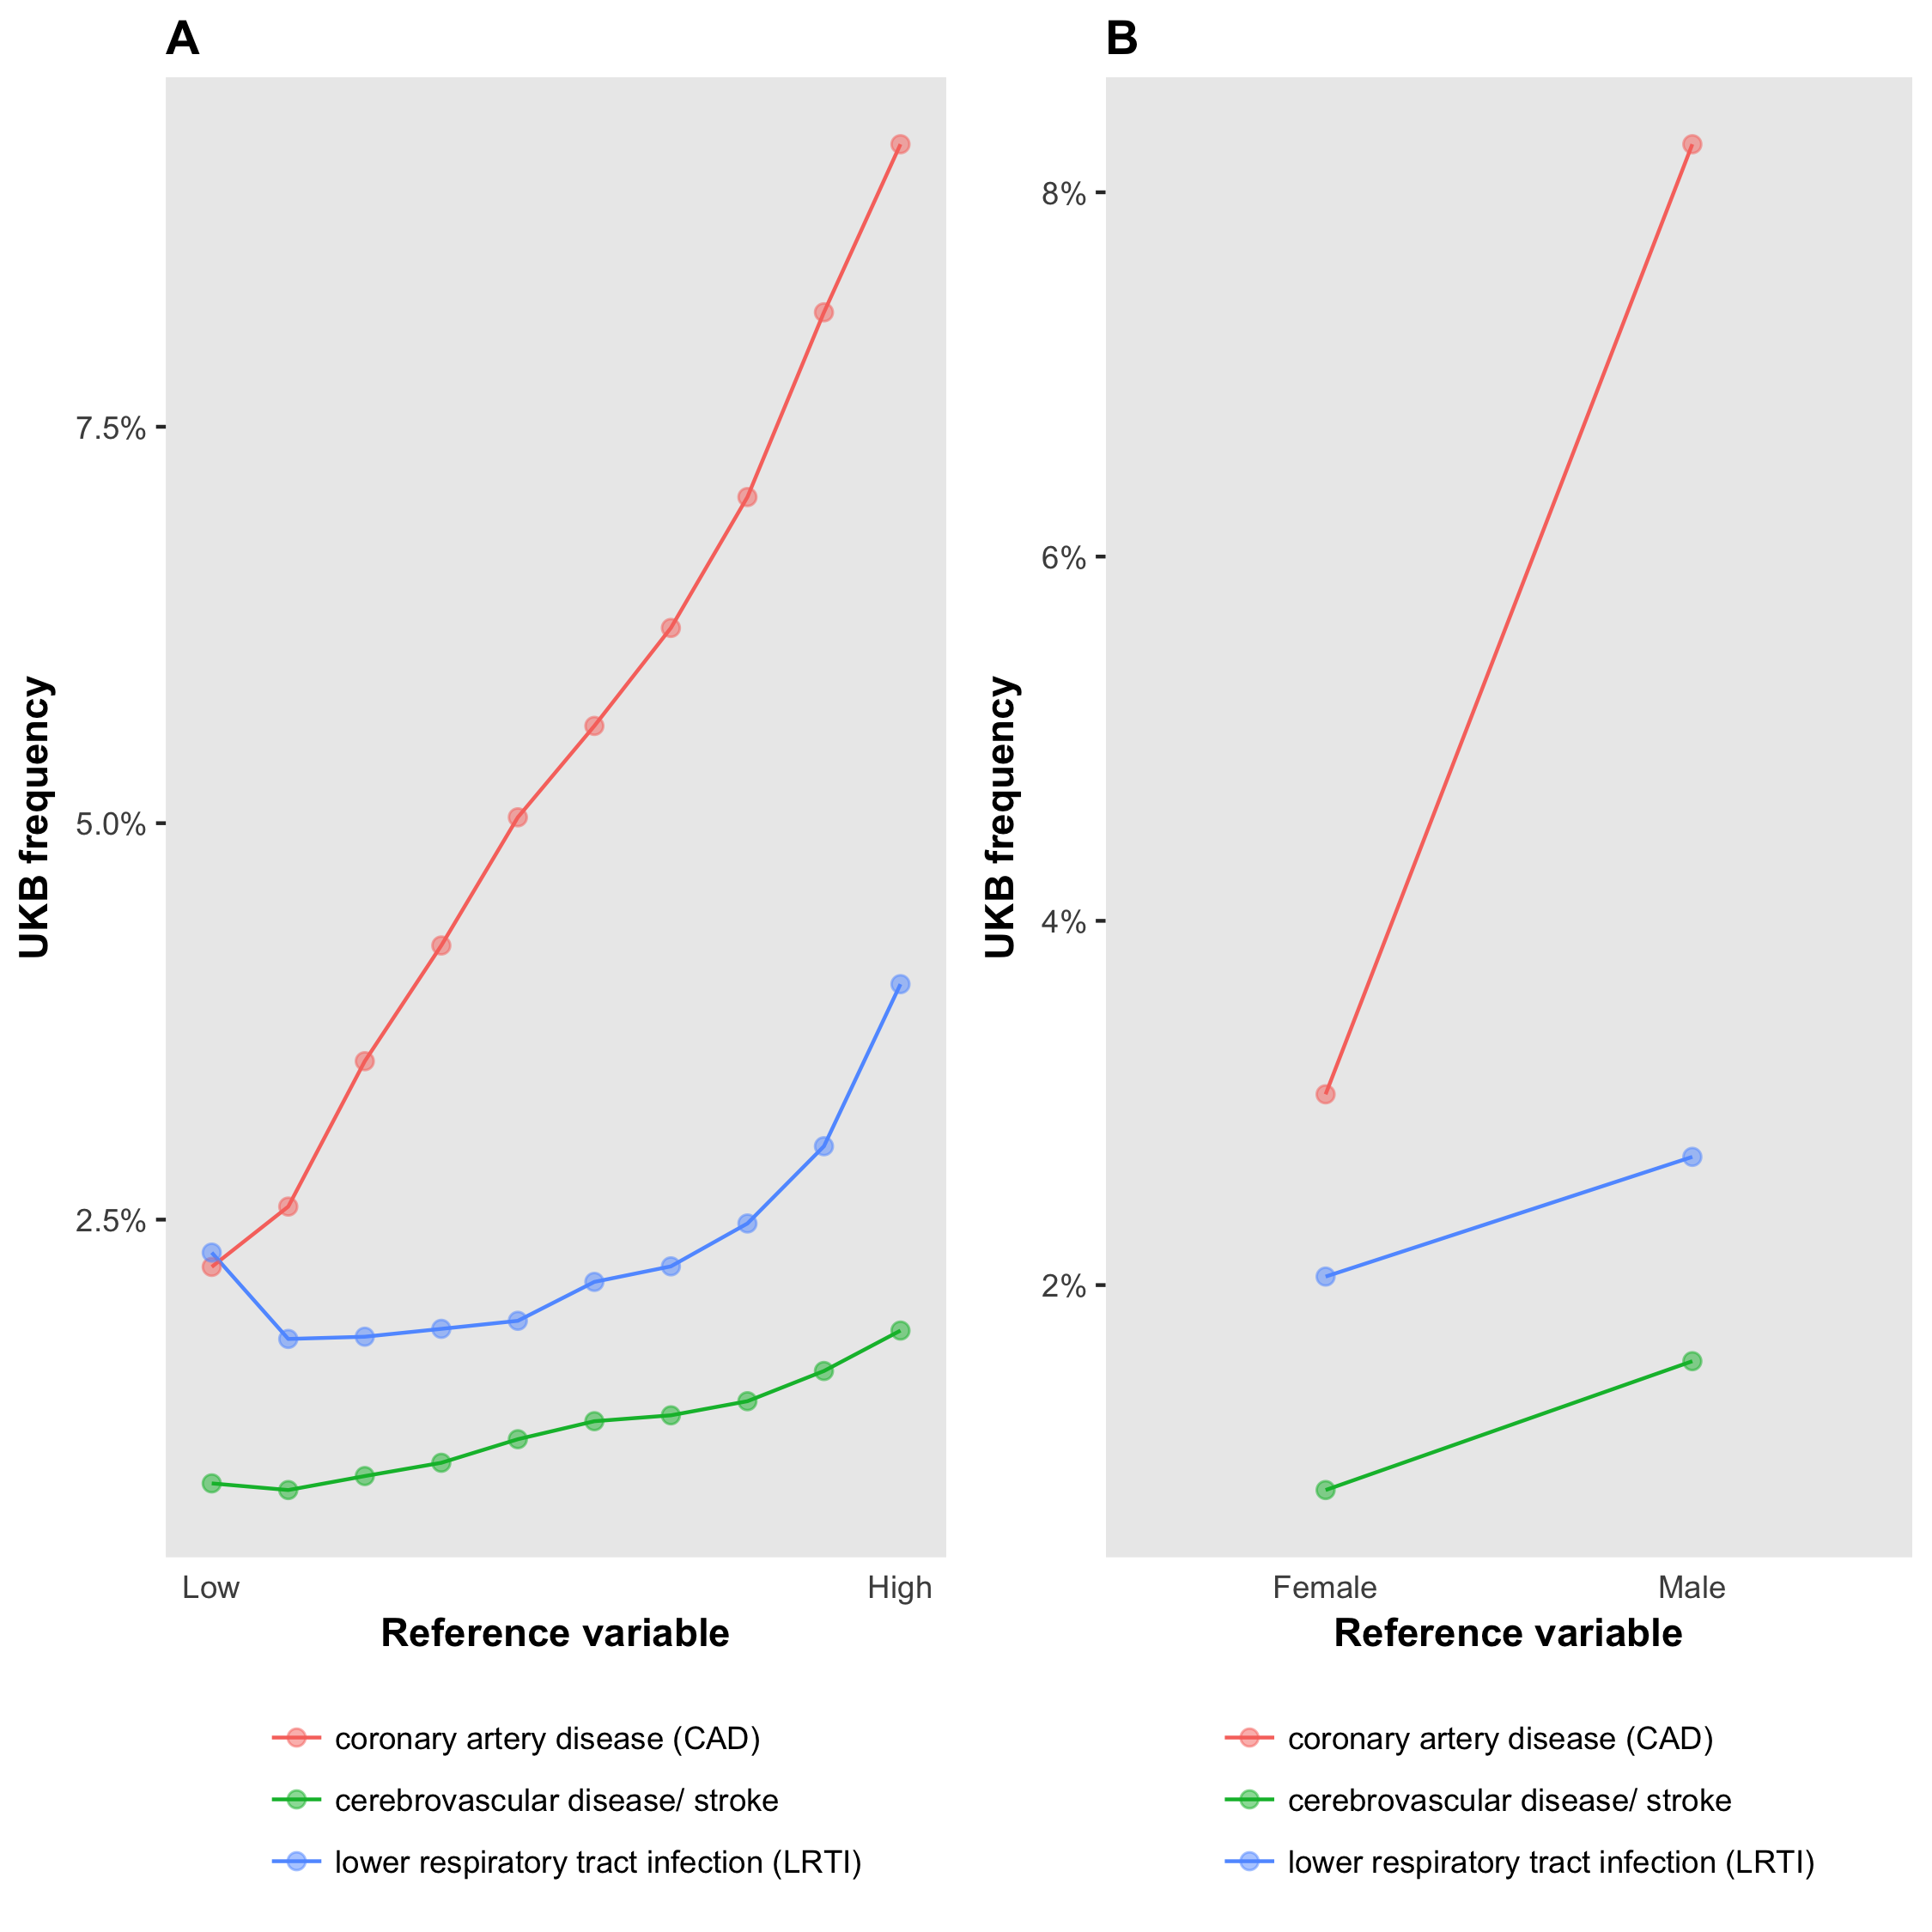 A
UKB frequency
7.5%
5.0%
2.5%
Low
High
Reference variable
coronary artery disease (CAD)
cerebrovascular disease/ stroke
lower respiratory tract infection (LRTI)
B
UKB frequency
8%
6%
4%
2%
Female
Male
Reference variable
coronary artery disease (CAD)
cerebrovascular disease/ stroke
lower respiratory tract infection (LRTI)